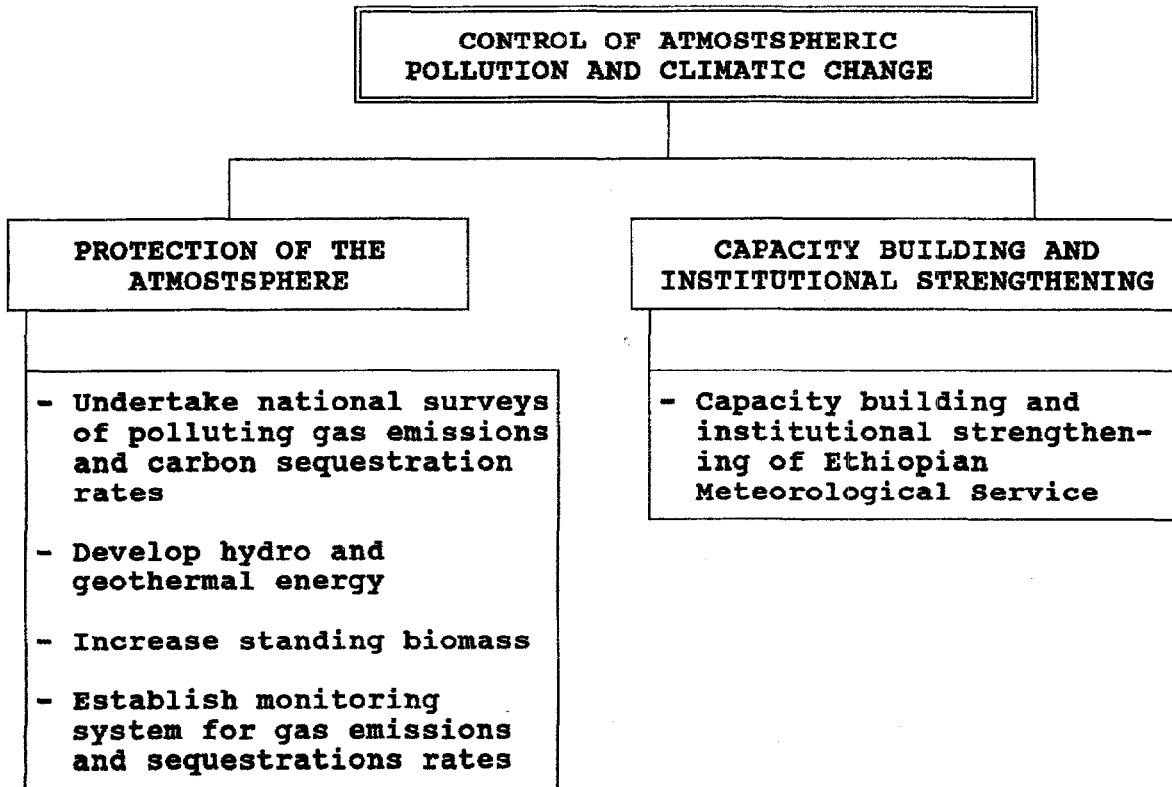 CONTROL OF ATMOSTSPHERIC
POLLUTION AND CLIMATIC CHANGE
PROTECTION OF THE
ATMOSTSPHERE
- Undertake national surveys
of polluting gas emissions
and carbon sequestration
rates
- Develop hydro and
geothermal energy
- Increase standing biomass
- Establish monitoring
system for gas emissions
and sequestrations rates
CAPACITY BUILDING AND
INSTITUTIONAL STRENGTHENING
- Capacity building and
institutional strengthen-
ing of Ethiopian
Meteorological Service